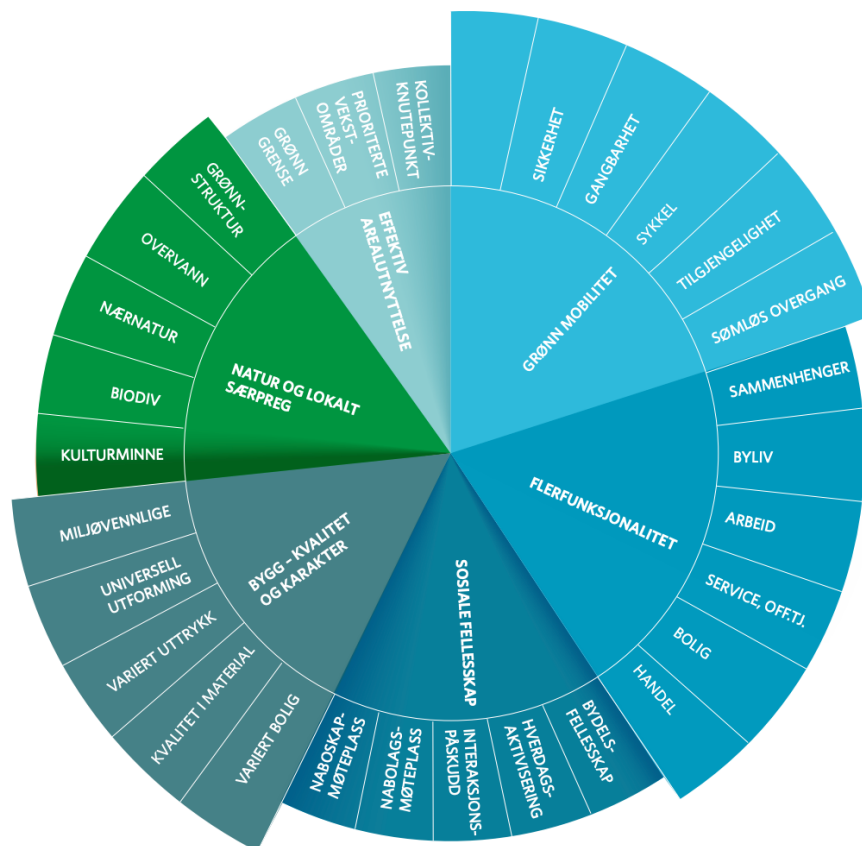 KOLLEKTIV-
KNUTEPUNKT
PRIORITERTE
VEKST-
OMRÅDER
GRØNN
GRENSE
EFFEKTIV
AREALUTNYTTELSE
SIKKERHET
GANGBARHET
SYKKEL
TILGJENGELIGHET
SØMLØS OVERGANG
GRØNN MOBILITET
SAMMENHENGER
BYLIV
ARBEID
SERVICE, OFF.TJ.
BOLIG
HANDEL
FLERFUNKSJONALITET
BYDELS-
FELLESSKAP
HVERDAGS-
AKTIVISERING
INTERAKSJONS-
PÅSKUDD
NABOLAGS-
MØTEPLASS
NABOSKAP-
MØTEPLASS
SOSIALE FELLESSKAP
VARIERT BOLIG
KVALITET I MATERIAL
VARIERT UTTRYKK
UNIVERSELL
UTFORMING
MILJØVENNLIGE
BYGG – KVALITET
OG KARAKTER
KULTURMINNE
BIODIV
NÆRNATUR
OVERVANN
GRØNN-
STRUKTUR
NATUR OG LOKALT
SÆRPREG